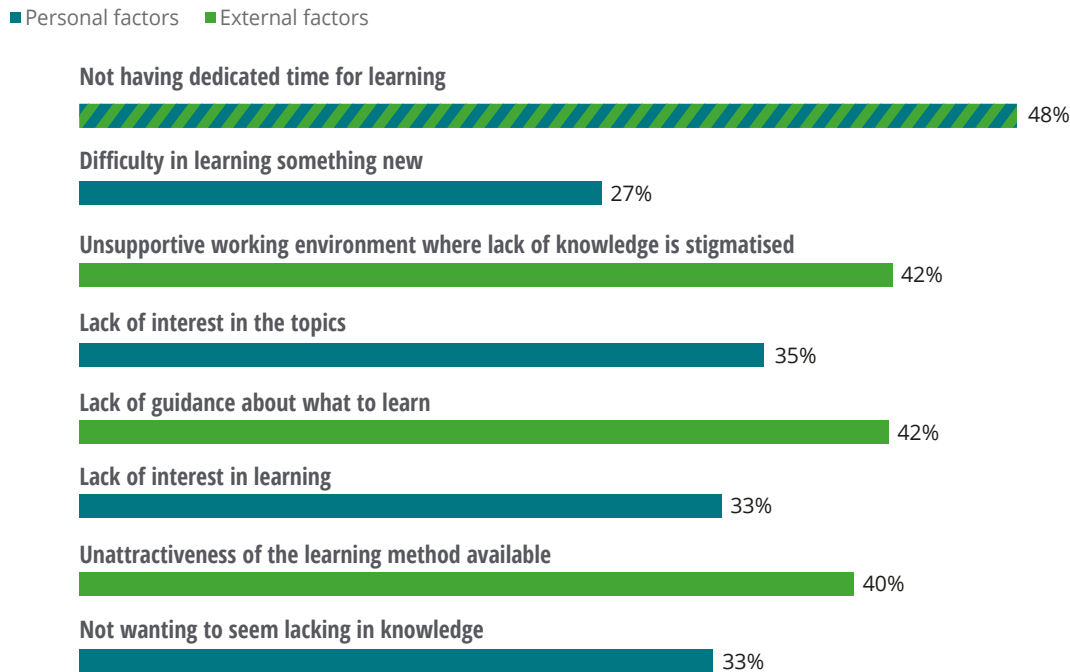 Personal factors External factors
Not having dedicated time for learning
48%
Difficulty in learning something new
27%
Unsupportive working environment where lack of knowledge is stigmatised
42%
Lack of interest in the topics
35%
Lack of guidance about what to learn
42%
Lack of interest in learning
33%
Unattractiveness of the learning method available
40%
Not wanting to seem lacking in knowledge
33%